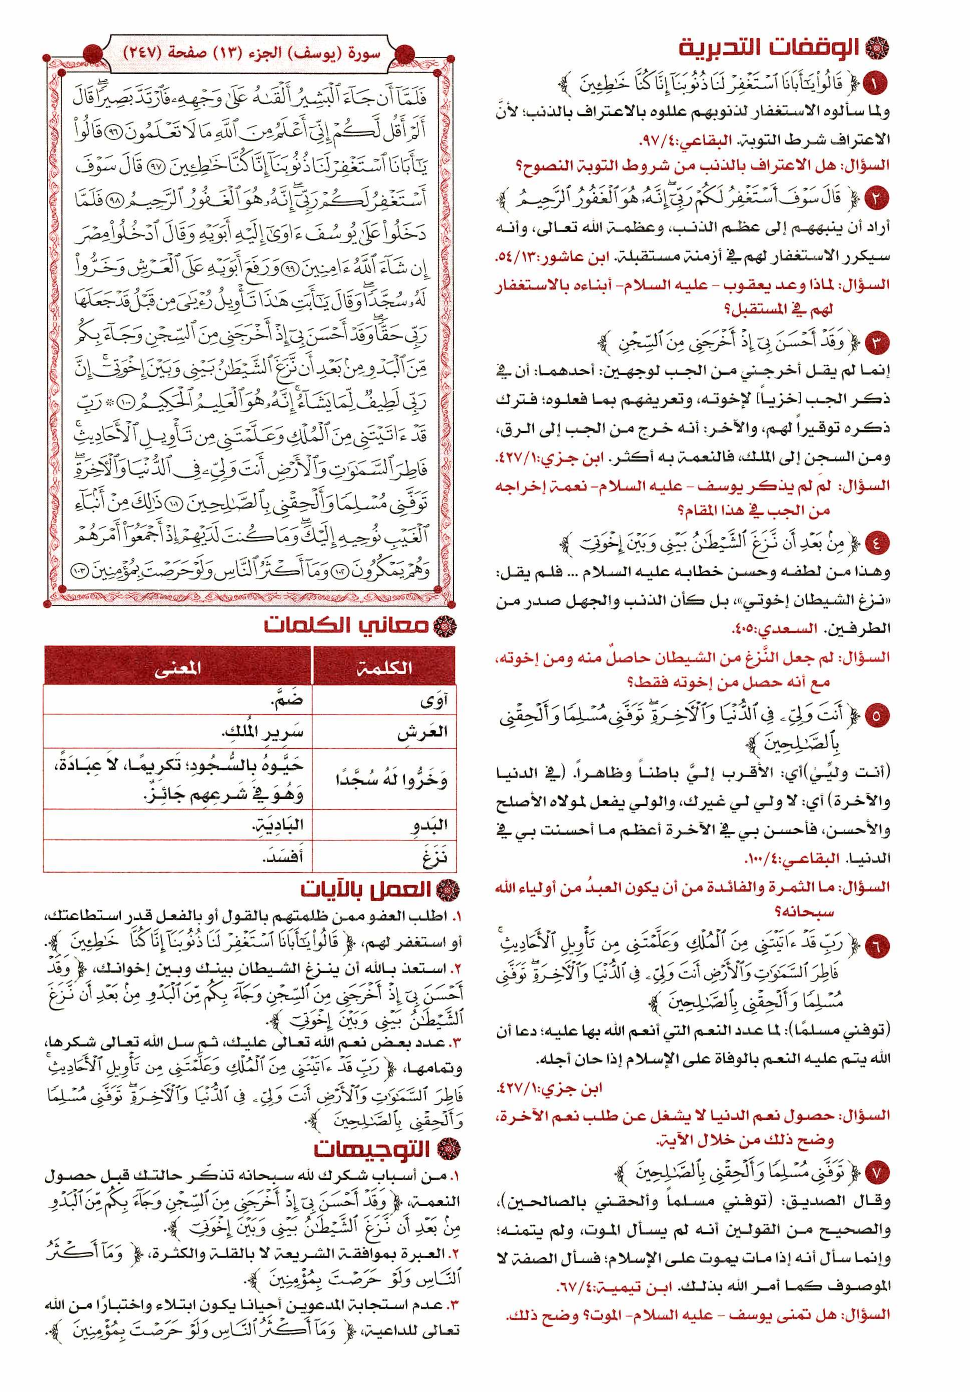 الوقفات التدبرية
١ ﴿ قَالُوا۟ يَـٰٓأَبَانَا ٱسْتَغْفِرْ لَنَا ذُنُوبَنَآ إِنَّا كُنَّا خَـٰطِـِٔينَ ﴾
ولما سألوه الاستغفار لذنوبهم عللوه بالاعتراف بالذنب؛ لأنَّ
الاعتراف شرط التوبة. البقاعي:٩٧/٤.
السؤال: هل الاعتراف بالذنب من شروط التوبة النصوح؟
٢ ﴿ قَالَ سَوْفَ أَسْتَغْفِرُ لَكُمْ رَبِّىٓ ۖ إِنَّهُۥ هُوَ ٱلْغَفُورُ ٱلرَّحِيمُ ﴾
أراد أن ينبههم إلى عظم الذنب، وعظمة الله تعالى، وأنه
سيكرر الاستغفار لهم في أزمنة مستقبلة. ابن عاشور:٥٤/١٣.
السؤال: لماذا وعد يعقوب - عليه السلام- أبناءه بالاستغفار
لهم في المستقبل؟
٣ ﴿ وَقَدْ أَحْسَنَ بِىٓ إِذْ أَخْرَجَنِى مِنَ ٱلسِّجْنِ ﴾
إنما لم يقل أخرجني من الجب لوجهين: أحدهما: أن في
ذكر الجب [خزياً] لإخوته، وتعريفهم بما فعلوه؛ فترك
ذكره توقيراً لهم، والآخر: أنه خرج من الجب إلى الرق،
ومن السجن إلى الملك، فالنعمة به أكثر. ابن جزي:٤٢٧/١.
السؤال: لم لم يذكر يوسف - عليه السلام- نعمة إخراجه
من الجب في هذا المقام؟
٤ ﴿ مِنۢ بَعْدِ أَن نَّزَغَ ٱلشَّيْطَـٰنُ بَيْنِى وَبَيْنَ إِخْوَتِىٓ ﴾
وهذا من لطفه وحسن خطابه عليه السلام ... فلم يقل:
«نزغ الشيطان إخوتي»، بل كأن الذنب والجهل صدر من
الطرفين. السعدي:٤٠٥.
السؤال: لم جعل النَّزغ من الشيطان حاصلٌ منه ومن إخوته،
مع أنه حصل من إخوته فقط؟
٥ ﴿ أَنتَ وَلِىِّۦ فِى ٱلدُّنْيَا وَٱلْـَٔاخِرَةِ ۖ تَوَفَّنِى مُسْلِمًا وَأَلْحِقْنِى
بِٱلصَّـٰلِحِينَ ﴾
(أنت وليِّي)أي: الأقرب إليَّ باطناً وظاهراً. (في الدنيا
والآخرة) أي: لا ولي لي غيرك، والولي يفعل لمولاه الأصلح
والأحسن، فأحسن بي في الآخرة أعظم ما أحسنت بي في
الدنيا. البقاعي:١٠٠/٤.
السؤال: ما الثمرة والفائدة من أن يكون العبدُ من أولياء الله
سبحانه؟
٦ ﴿ رَبِّ قَدْ ءَاتَيْتَنِى مِنَ ٱلْمُلْكِ وَعَلَّمْتَنِى مِن تَأْوِيلِ ٱلْأَحَادِيثِ ۚ
فَاطِرَ ٱلسَّمَـٰوَٰتِ وَٱلْأَرْضِ أَنتَ وَلِىِّۦ فِى ٱلدُّنْيَا وَٱلْـَٔاخِرَةِ ۖ تَوَفَّنِى
مُسْلِمًا وَأَلْحِقْنِى بِٱلصَّـٰلِحِينَ ﴾
(توفني مسلمًا): لما عدد النعم التي أنعم الله بها عليه؛ دعا أن
الله يتم عليه النعم بالوفاة على الإسلام إذا حان أجله.
ابن جزي:٤٢٧/١.
السؤال: حصول نعم الدنيا لا يشغل عن طلب نعم الآخرة،
وضح ذلك من خلال الآية.
٧ ﴿ تَوَفَّنِى مُسْلِمًا وَأَلْحِقْنِى بِٱلصَّـٰلِحِينَ ﴾
وقال الصديق: (توفني مسلماً وألحقني بالصالحين)،
والصحيح من القولين أنه لم يسأل الموت، ولم يتمنه؛
وإنما سأل أنه إذا مات يموت على الإسلام؛ فسأل الصفة لا
الموصوف كما أمر الله بذلك. ابن تيمية:٦٧/٤.
السؤال: هل تمنى يوسف - عليه السلام- الموت؟ وضح ذلك.
سورة (يوسف) الجزء (١٣) صفحة (٢٤٧)
فَلَمَّآ أَن جَآءَ ٱلْبَشِيرُ أَلْقَىٰهُ عَلَىٰ وَجْهِهِۦ فَٱرْتَدَّ بَصِيرًا ۖ قَالَ
أَلَمْ أَقُل لَّكُمْ إِنِّىٓ أَعْلَمُ مِنَ ٱللَّهِ مَا لَا تَعْلَمُونَ ٩٦ قَالُوا۟
يَـٰٓأَبَانَا ٱسْتَغْفِرْ لَنَا ذُنُوبَنَآ إِنَّا كُنَّا خَـٰطِـِٔينَ ٩٧ قَالَ سَوْفَ
أَسْتَغْفِرُ لَكُمْ رَبِّىٓ ۖ إِنَّهُۥ هُوَ ٱلْغَفُورُ ٱلرَّحِيمُ ٩٨ فَلَمَّا
دَخَلُوا۟ عَلَىٰ يُوسُفَ ءَاوَىٰٓ إِلَيْهِ أَبَوَيْهِ وَقَالَ ٱدْخُلُوا۟ مِصْرَ
إِن شَآءَ ٱللَّهُ ءَامِنِينَ ٩٩ وَرَفَعَ أَبَوَيْهِ عَلَى ٱلْعَرْشِ وَخَرُّوا۟
لَهُۥ سُجَّدًا ۖ وَقَالَ يَـٰٓأَبَتِ هَـٰذَا تَأْوِيلُ رُءْيَـٰىَ مِن قَبْلُ قَدْ جَعَلَهَا
رَبِّى حَقًّا ۖ وَقَدْ أَحْسَنَ بِىٓ إِذْ أَخْرَجَنِى مِنَ ٱلسِّجْنِ وَجَآءَ بِكُم
مِّنَ ٱلْبَدْوِ مِنۢ بَعْدِ أَن نَّزَغَ ٱلشَّيْطَـٰنُ بَيْنِى وَبَيْنَ إِخْوَتِىٓ ۚ إِنَّ
رَبِّى لَطِيفٌ لِّمَا يَشَآءُ ۚ إِنَّهُۥ هُوَ ٱلْعَلِيمُ ٱلْحَكِيمُ ١٠٠ ۞ رَبِّ
قَدْ ءَاتَيْتَنِى مِنَ ٱلْمُلْكِ وَعَلَّمْتَنِى مِن تَأْوِيلِ ٱلْأَحَادِيثِ ۚ
فَاطِرَ ٱلسَّمَـٰوَٰتِ وَٱلْأَرْضِ أَنتَ وَلِىِّۦ فِى ٱلدُّنْيَا وَٱلْـَٔاخِرَةِ ۖ
تَوَفَّنِى مُسْلِمًا وَأَلْحِقْنِى بِٱلصَّـٰلِحِينَ ١٠١ ذَٰلِكَ مِنْ أَنۢبَآءِ
ٱلْغَيْبِ نُوحِيهِ إِلَيْكَ ۖ وَمَا كُنتَ لَدَيْهِمْ إِذْ أَجْمَعُوٓا۟ أَمْرَهُمْ
وَهُمْ يَمْكُرُونَ ١٠٢ وَمَآ أَكْثَرُ ٱلنَّاسِ وَلَوْ حَرَصْتَ بِمُؤْمِنِينَ ١٠٣
معاني الكلمات
الكلمة المعنى
آوَى ضَمَّ.
العَرشِ سَرِيرِ المُلكِ.
وَخَرُّوا لَهُ سُجَّدًا حَيَّوهُ بِالسُّجُودِ؛ تَكرِيمًا، لاَ عِبَادَةً،
وَهُوَ فِي شَرعِهِم جَائِزٌ.
البَدوِ البَادِيَةِ.
نَزَغَ أَفسَدَ.
العمل بالآيات
١. اطلب العفو ممن ظلمتهم بالقول أو بالفعل قدر استطاعتك،
أو استغفر لهم، ﴿ قَالُوا۟ يَـٰٓأَبَانَا ٱسْتَغْفِرْ لَنَا ذُنُوبَنَآ إِنَّا كُنَّا خَـٰطِـِٔينَ ﴾.
٢. استعذ بالله أن ينزغ الشيطان بينك وبين إخوانك، ﴿ وَقَدْ
أَحْسَنَ بِىٓ إِذْ أَخْرَجَنِى مِنَ ٱلسِّجْنِ وَجَآءَ بِكُم مِّنَ ٱلْبَدْوِ مِنۢ بَعْدِ أَن نَّزَغَ
ٱلشَّيْطَـٰنُ بَيْنِى وَبَيْنَ إِخْوَتِىٓ ﴾.
٣. عدد بعض نعم الله تعالى عليك، ثم سل الله تعالى شكرها،
وتمامها، ﴿ رَبِّ قَدْ ءَاتَيْتَنِى مِنَ ٱلْمُلْكِ وَعَلَّمْتَنِى مِن تَأْوِيلِ ٱلْأَحَادِيثِ ۚ
فَاطِرَ ٱلسَّمَـٰوَٰتِ وَٱلْأَرْضِ أَنتَ وَلِىِّۦ فِى ٱلدُّنْيَا وَٱلْـَٔاخِرَةِ ۖ تَوَفَّنِى مُسْلِمًا
وَأَلْحِقْنِى بِٱلصَّـٰلِحِينَ ﴾.
التوجيهات
١. من أسباب شكرك لله سبحانه تذكر حالتك قبل حصول
النعمة، ﴿ وَقَدْ أَحْسَنَ بِىٓ إِذْ أَخْرَجَنِى مِنَ ٱلسِّجْنِ وَجَآءَ بِكُم مِّنَ ٱلْبَدْوِ
مِنۢ بَعْدِ أَن نَّزَغَ ٱلشَّيْطَـٰنُ بَيْنِى وَبَيْنَ إِخْوَتِىٓ ﴾.
٢. العبرة بموافقة الشريعة لا بالقلة والكثرة، ﴿ وَمَآ أَكْثَرُ
ٱلنَّاسِ وَلَوْ حَرَصْتَ بِمُؤْمِنِينَ ﴾.
٣. عدم استجابة المدعوين أحيانا يكون ابتلاء واختبارًا من الله
تعالى للداعية، ﴿ وَمَآ أَكْثَرُ ٱلنَّاسِ وَلَوْ حَرَصْتَ بِمُؤْمِنِينَ ﴾.